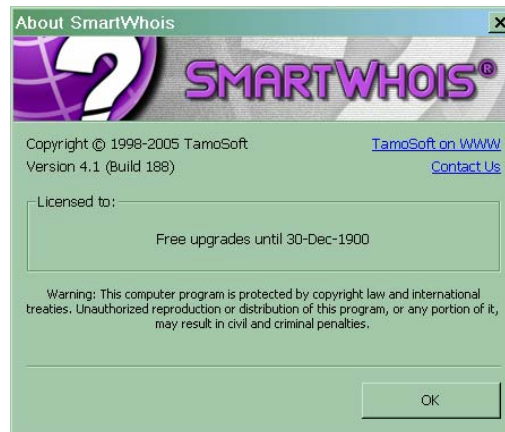 About SmartWhois
?
SMARTWHOIS®
Copyright © 1998-2005 TamoSoft
TamoSoft on WWW
Version 4.1 (Build 188)
Contact Us
Licensed to:
Free upgrades until 30-Dec-1900
Warning: This computer program is protected by copyright law and international
treaties. Unauthorized reproduction or distribution of this program, or any portion of it,
may result in civil and criminal penalties.
OK